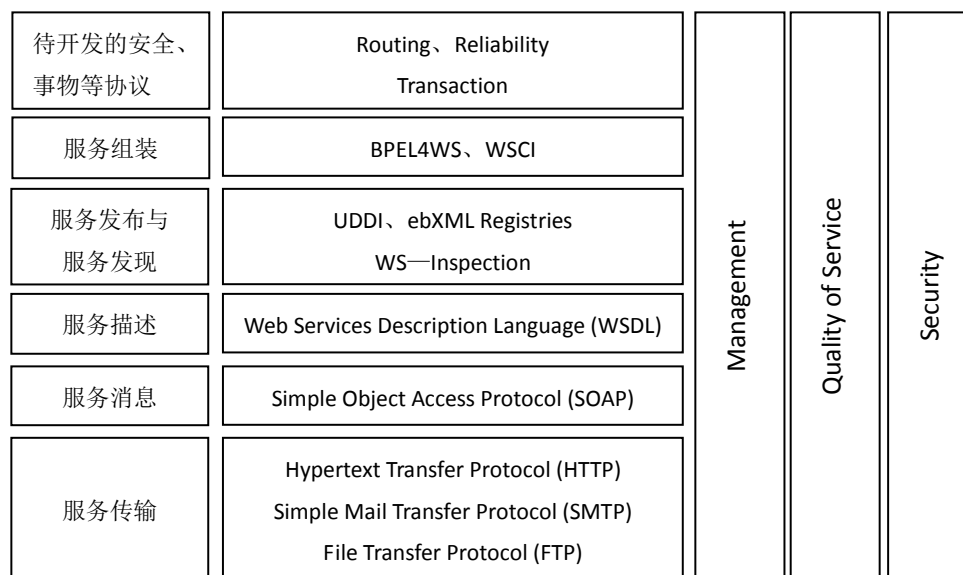 待开发的安全、
事物等协议
Routing、Reliability
Transaction
服务组装
BPEL4WS、WSCI
服务发布与
服务发现
UDDI、ebXML Registries
WS—Inspection
服务描述
Web Services Description Language (WSDL)
服务消息
Simple Object Access Protocol (SOAP)
服务传输
Hypertext Transfer Protocol (HTTP)
Simple Mail Transfer Protocol (SMTP)
File Transfer Protocol (FTP)
Management
Quality of Service
Security